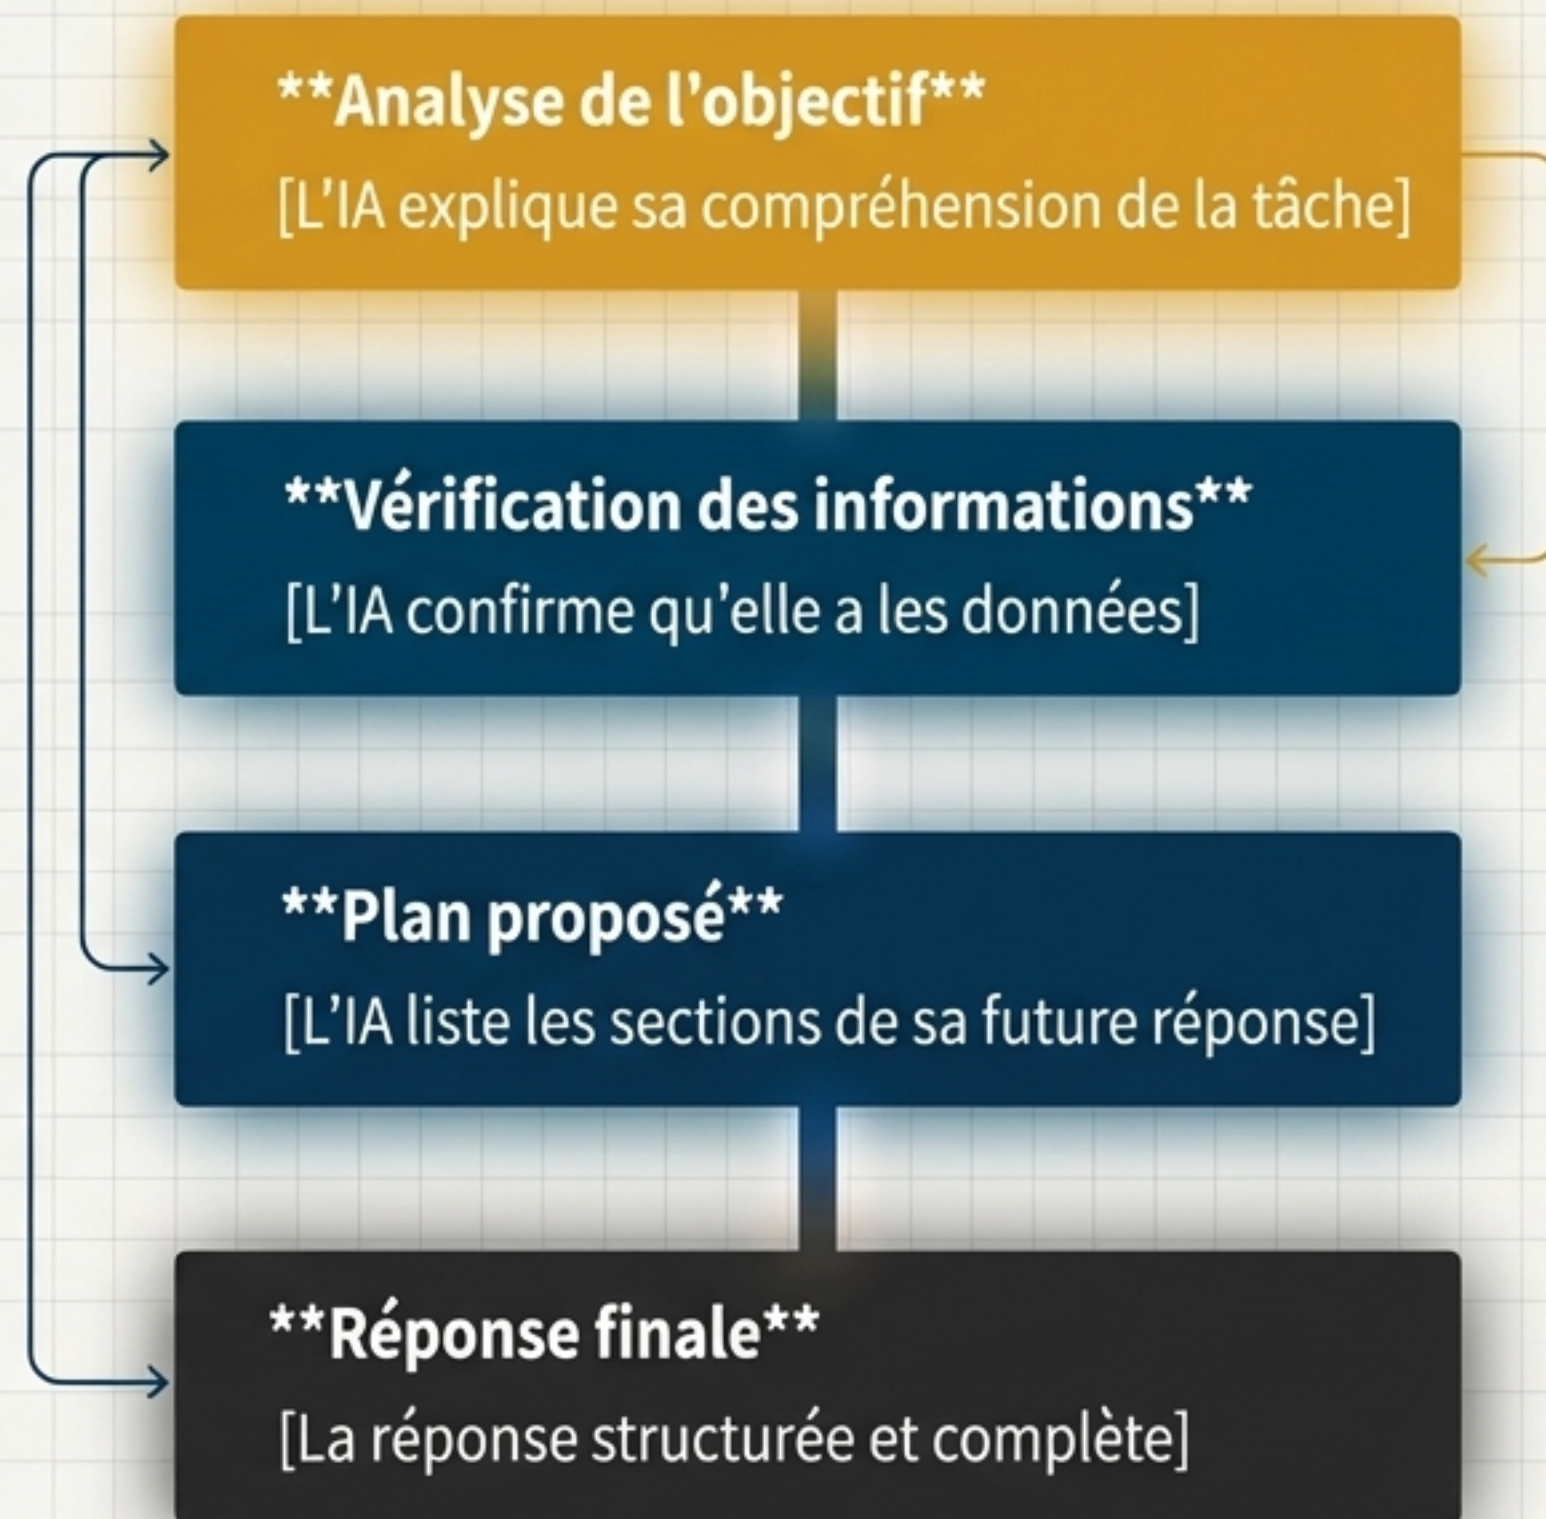 **Analyse de l’objectif**
[L’IA explique sa compréhension de la tâche]
**Vérification des informations**
[L’IA confirme qu’elle a les données]
**Plan proposé**
[L’IA liste les sections de sa future réponse]
**Réponse finale**
[La réponse structurée et complète]